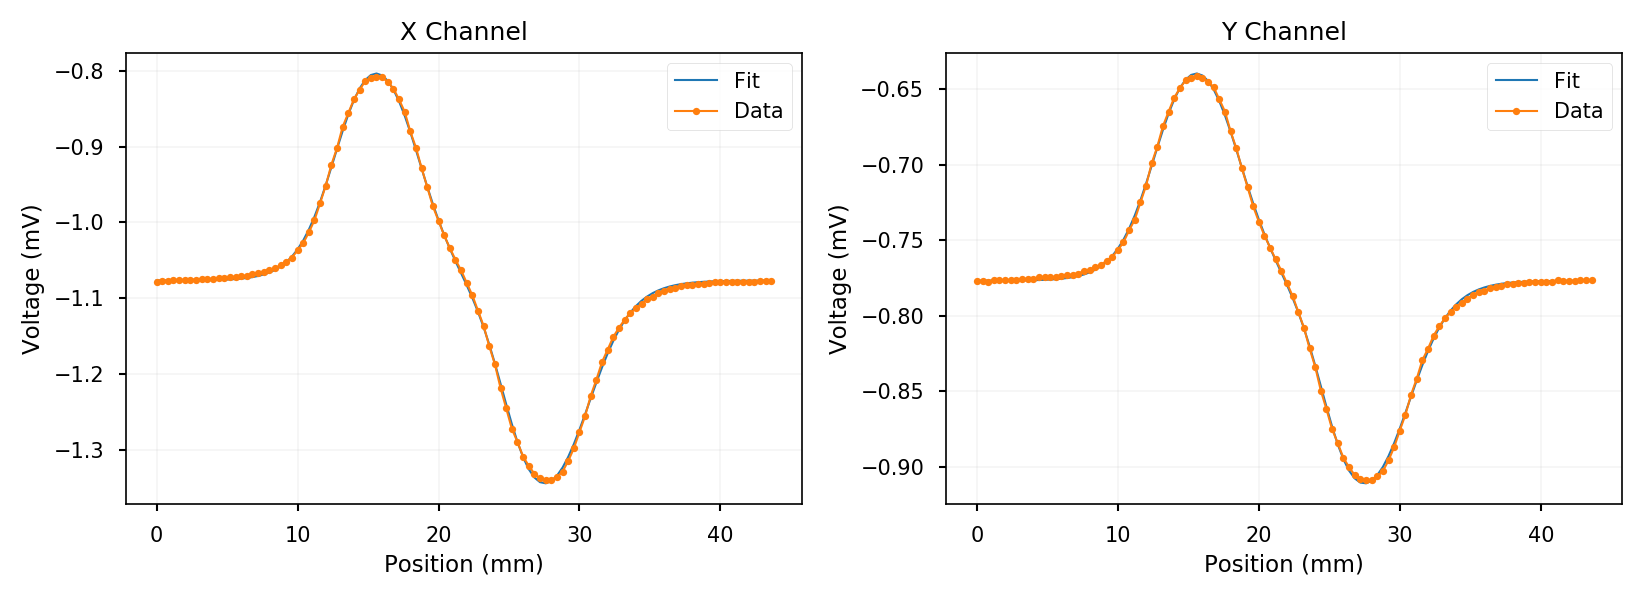 X Channel
Voltage (mV)
−0.8
−0.9
−1.0
−1.1
−1.2
−1.3
Fit
Data
0
10
20
30
40
Position (mm)
Y Channel
Voltage (mV)
−0.65
−0.70
−0.75
−0.80
−0.85
−0.90
Fit
Data
0
10
20
30
40
Position (mm)